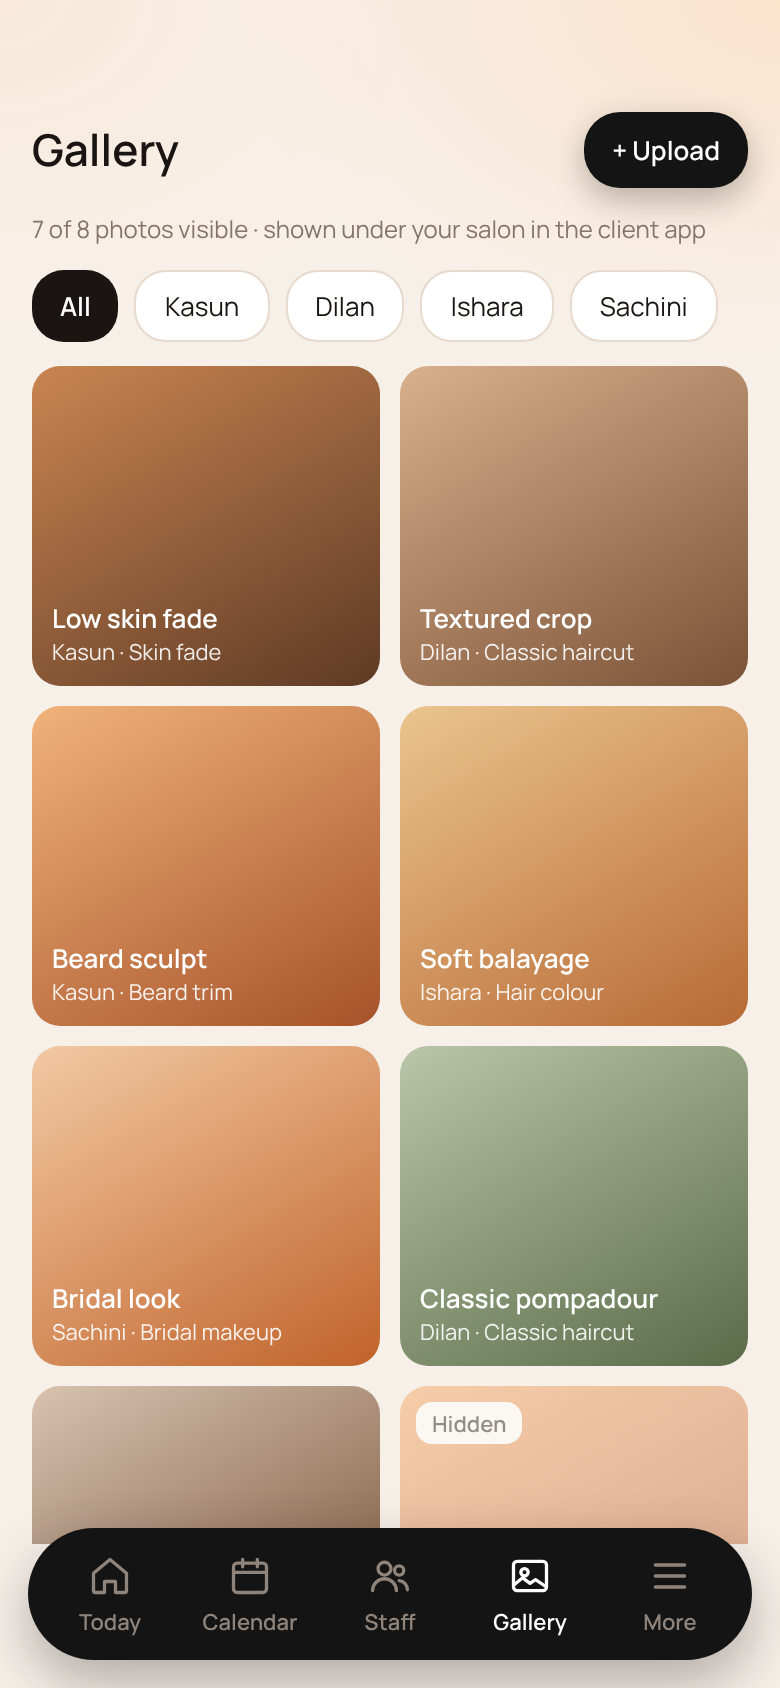 Gallery
+ Upload
7 of 8 photos visible · shown under your salon in the client app
All
Kasun
Dilan
Ishara
Sachini
Low skin fade
Kasun · Skin fade
Textured crop
Dilan · Classic haircut
Beard sculpt
Kasun · Beard trim
Soft balayage
Ishara · Hair colour
Bridal look
Sachini · Bridal makeup
Classic pompadour
Dilan · Classic haircut
Hidden
Today
Calendar
Staff
Gallery
More